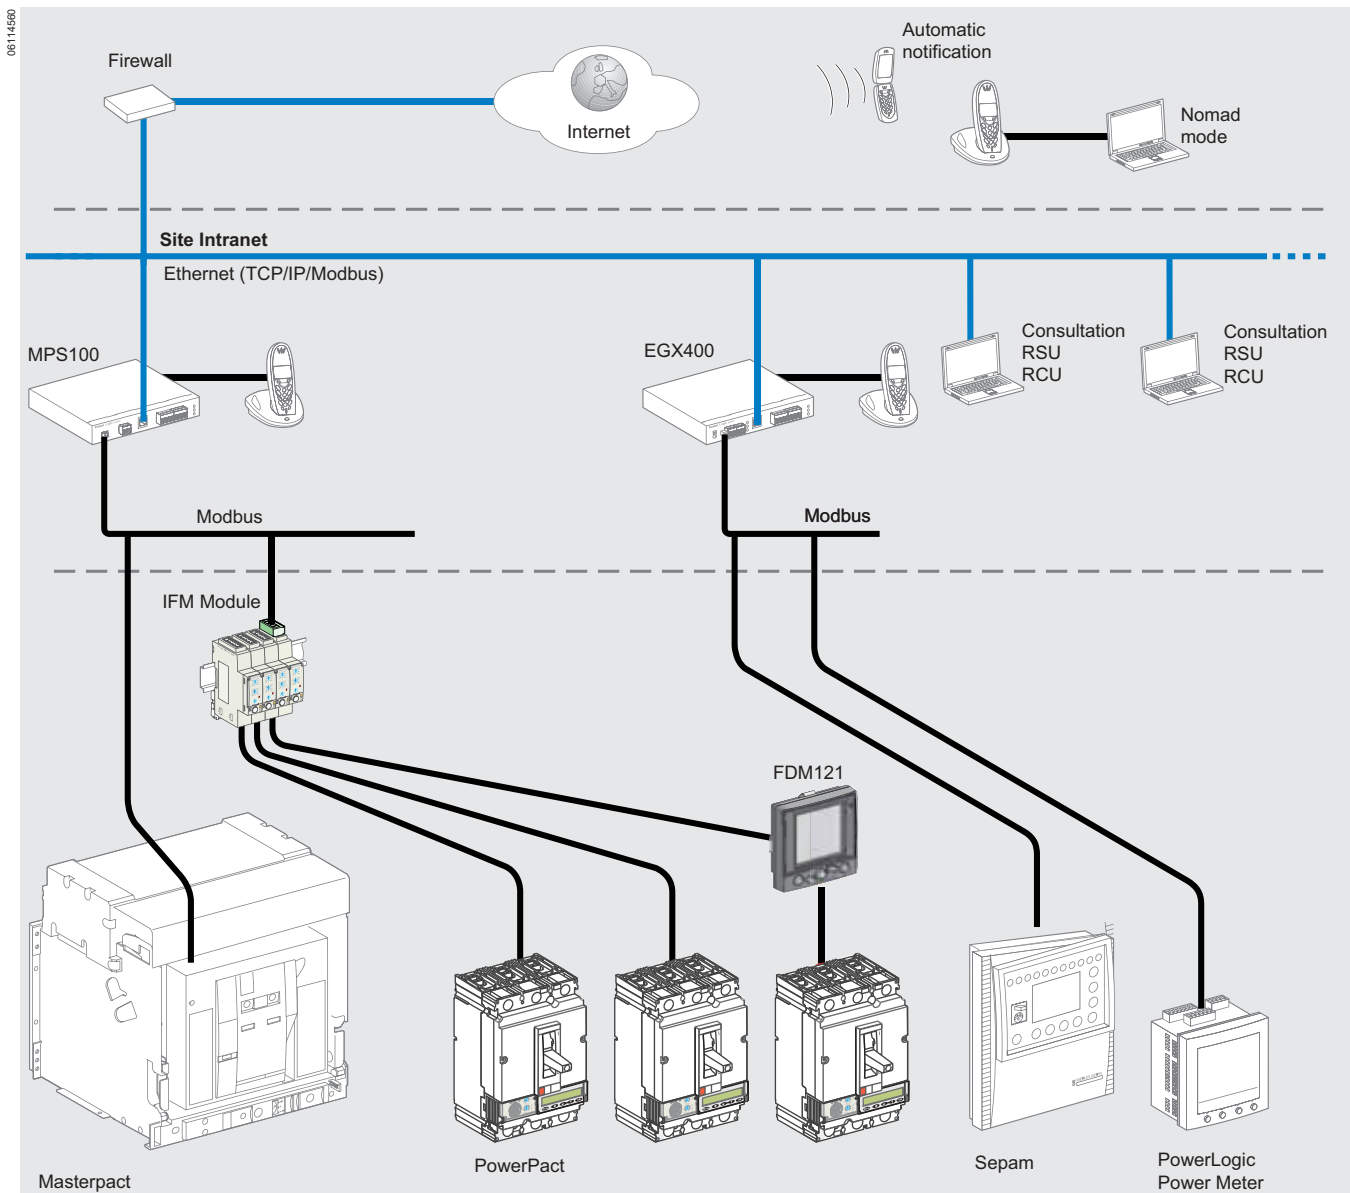 06114560
Firewall
Internet
Automatic
notification
Nomad
mode
Site Intranet
Ethernet (TCP/IP/Modbus)
MPS100
EGX400
Consultation
RSU
RCU
Consultation
RSU
RCU
Modbus
Modbus
IFM Module
FDM121
Masterpact
PowerPact
Sepam
PowerLogic
Power Meter